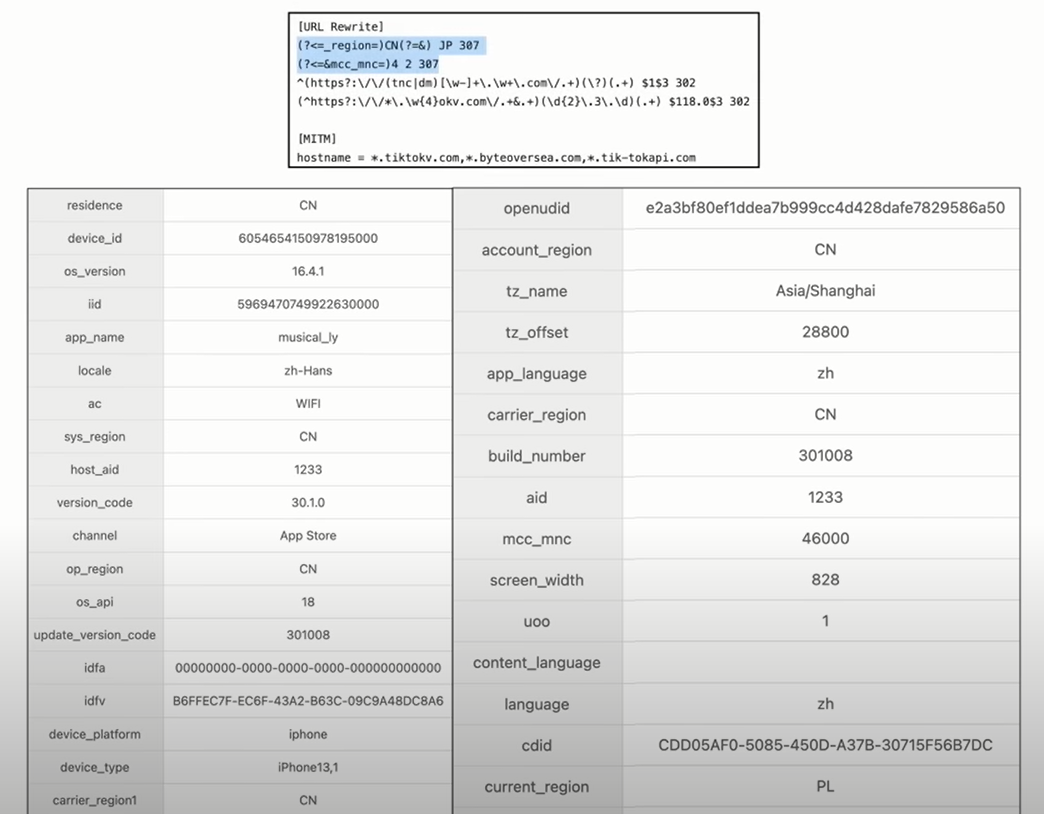 [URL Rewrite]
(?<=_region=)CN(?=&) JP 307
(?<=&mcc_mnc=)4 2 307
^(https?:\/\/(tnc|dm)[\w-]+\.\w+\.com\/.+)(\?)(.+) $1$3 302
(^https?:\/\/*\.\w{4}okv.com\/.+&.+)(\d{2}\.3\.\d)(.+) $118.0$3 302
[MITM]
hostname = *.tiktokv.com,*.byteoversea.com,*.tik-tokapi.com
residence CN
device_id 6054654150978195000
os_version 16.4.1
iid 5969470749922630000
app_name musical_ly
locale zh-Hans
ac WIFI
sys_region CN
host_aid 1233
version_code 30.1.0
channel App Store
op_region CN
os_api 18
update_version_code 301008
idfa 00000000-0000-0000-0000-000000000000
idfv B6FFEC7F-EC6F-43A2-B63C-09C9A48DC8A6
device_platform iphone
device_type iPhone13,1
carrier_region1 CN
openudid e2a3bf80ef1ddea7b999cc4d428dafe7829586a50
account_region CN
tz_name Asia/Shanghai
tz_offset 28800
app_language zh
carrier_region CN
build_number 301008
aid 1233
mcc_mnc 46000
screen_width 828
uoo 1
content_language
language zh
cdid CDD05AF0-5085-450D-A37B-30715F56B7DC
current_region PL